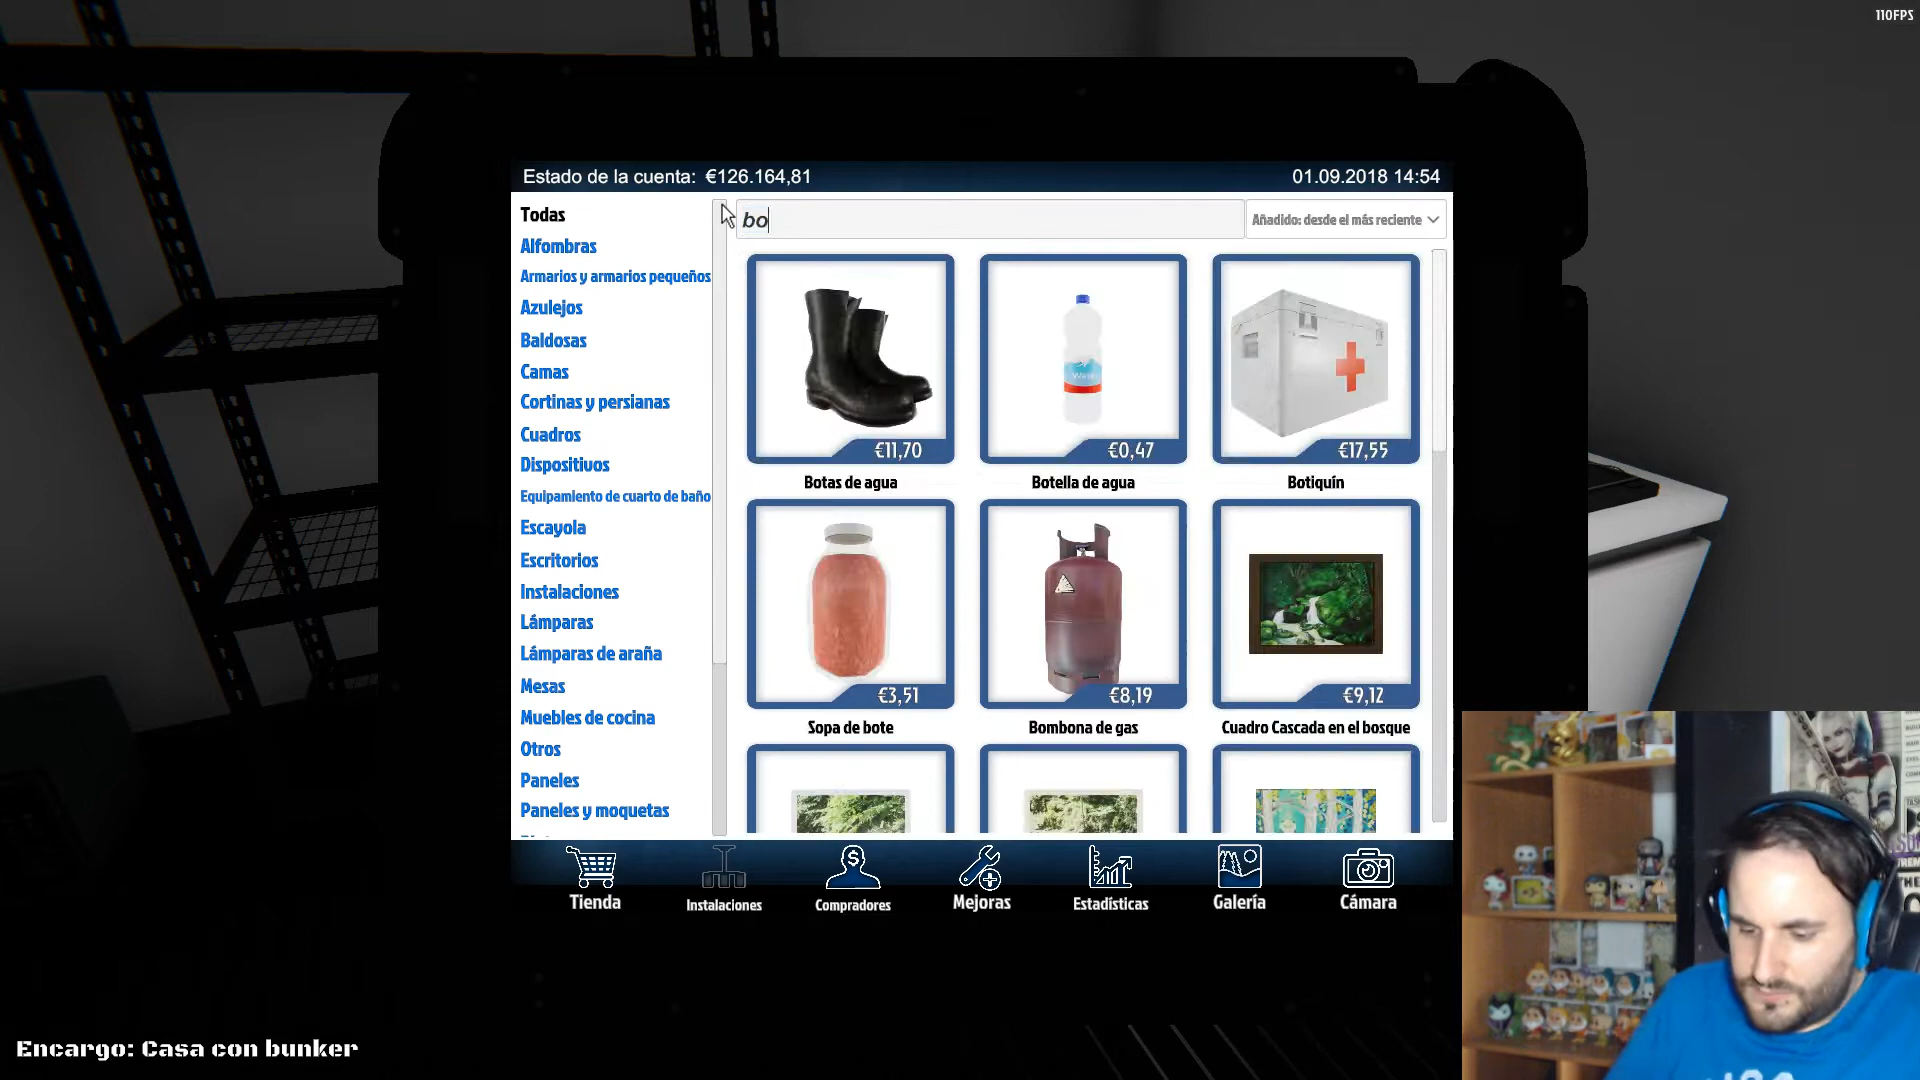 110FPS
Estado de la cuenta: €126.164,81
01.09.2018 14:54
bo
Añadido: desde el más reciente
Todas
Alfombras
Armarios y armarios pequeños
Azulejos
Baldosas
Camas
Cortinas y persianas
Cuadros
Dispositivos
Equipamiento de cuarto de baño
Escayola
Escritorios
Instalaciones
Lámparas
Lámparas de araña
Mesas
Muebles de cocina
Otros
Paneles
Paneles y moquetas
€11,70
€0,47
€17,55
Botas de agua
Botella de agua
Botiquín
€3,51
€8,19
€9,12
Sopa de bote
Bombona de gas
Cuadro Cascada en el bosque
Tienda
Instalaciones
Compradores
Mejoras
Estadísticas
Galería
Cámara
Encargo: Casa con bunker